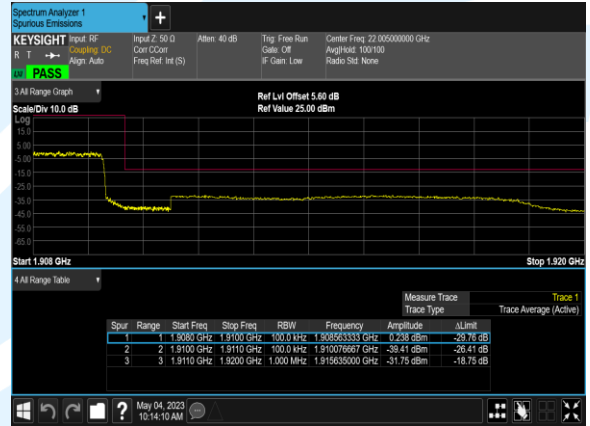 Spectrum Analyzer 1
Spurious Emissions
KEYSIGHT Input: RF Input Z: 50 Ω Atten: 40 dB Trig: Free Run Center Freq: 22.005000000 GHz
R T Coupling: DC Corr CCorr Gate: Off Avg|Hold: 100/100
Align: Auto Freq Ref: Int (S) IF Gain: Low Radio Std: None
PASS
3 All Range Graph
Ref Lvl Offset 5.60 dB
Scale/Div 10.0 dB Ref Value 25.00 dBm
Log
15.0
5.00
-5.00
-15.0
-25.0
-35.0
-45.0
-55.0
-65.0
Start 1.908 GHz Stop 1.920 GHz
4 All Range Table
Measure Trace Trace 1
Trace Type Trace Average (Active)
Spur Range Start Freq Stop Freq RBW Frequency Amplitude ΔLimit
1 1 1.9080 GHz 1.9100 GHz 100.0 kHz 1.908563333 GHz 0.238 dBm -29.76 dB
2 2 1.9100 GHz 1.9110 GHz 100.0 kHz 1.910076667 GHz -39.41 dBm -26.41 dB
3 3 1.9110 GHz 1.9200 GHz 1.000 MHz 1.915635000 GHz -31.75 dBm -18.75 dB
May 04, 2023
10:14:10 AM